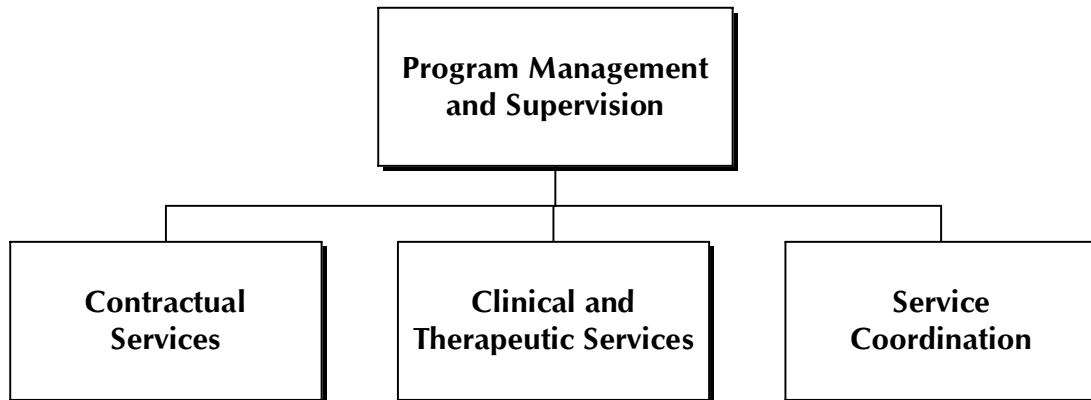 Program Management
and Supervision
Contractual
Services
Clinical and
Therapeutic Services
Service
Coordination